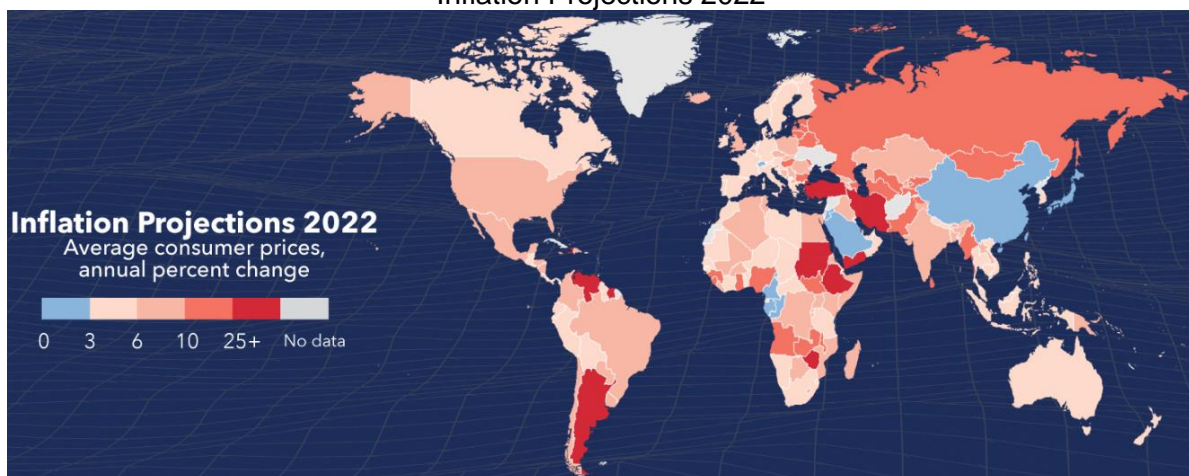 Inflation Projections 2022
Inflation Projections 2022
Average consumer prices,
annual percent change
0 3 6 10 25+ No data